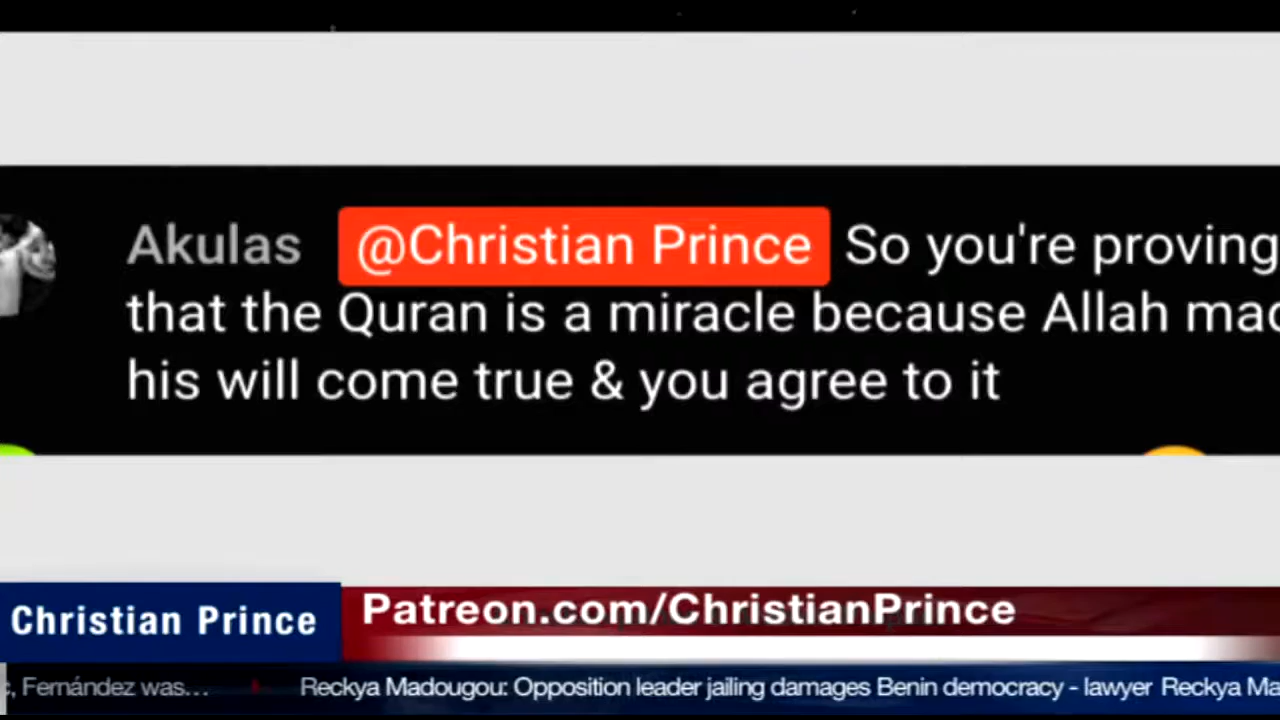 Akulas @Christian Prince So you're proving
that the Quran is a miracle because Allah
his will come true & you agree to it
Christian Prince
Patreon.com/ChristianPrince
Fernández was...
Reckya Madougou: Opposition leader jailing damages Benin democracy - lawyer Reckya